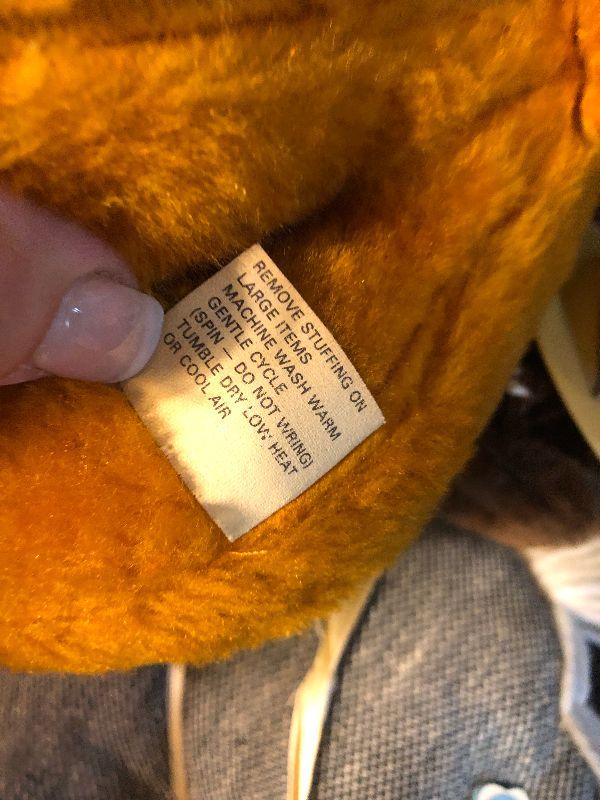 REMOVE STUFFING ON
LARGE ITEMS
MACHINE WASH WARM
GENTLE CYCLE
(SPIN — DO NOT WRING)
TUMBLE DRY LOW HEAT
OR COOL AIR